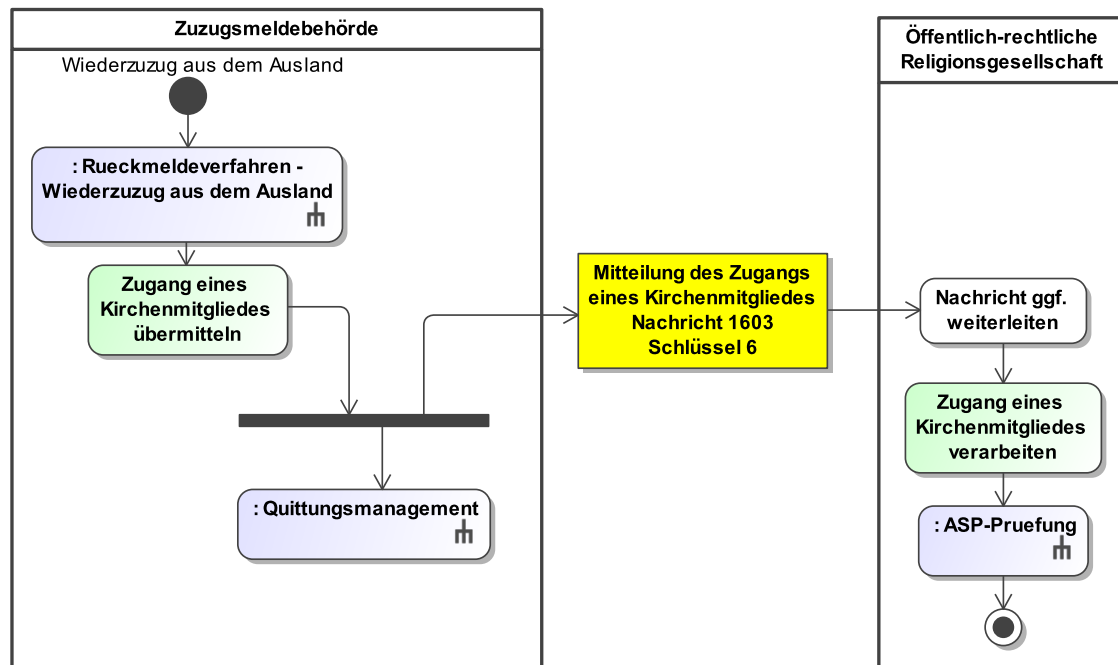 Zuzugsmeldebehörde
Wiederzuzug aus dem Ausland
: Rueckmeldeverfahren -
Wiederzuzug aus dem Ausland
Zugang eines
Kirchenmitgliedes
übermitteln
: Quittungsmanagement
Mitteilung des Zugangs
eines Kirchenmitgliedes
Nachricht 1603
Schlüssel 6
Öffentlich-rechtliche
Religionsgesellschaft
Nachricht ggf.
weiterleiten
Zugang eines
Kirchenmitgliedes
verarbeiten
: ASP-Pruefung